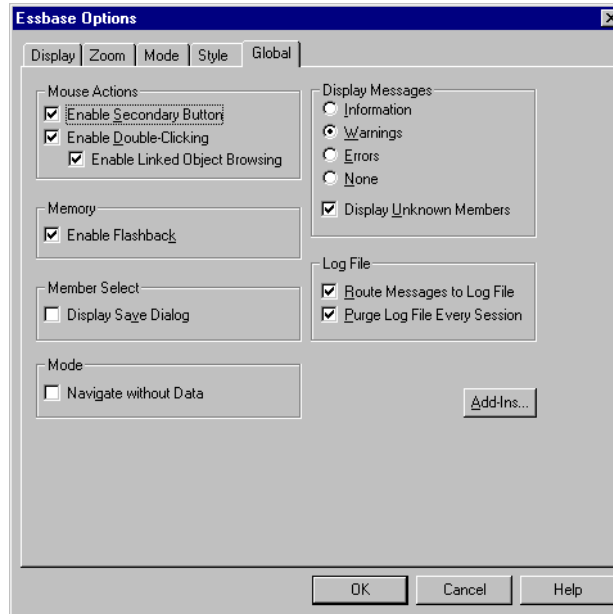 Essbase Options
Display Zoom Mode Style Global
Mouse Actions
Enable Secondary Button
Enable Double-Clicking
Enable Linked Object Browsing
Memory
Enable Flashback
Member Select
Display Save Dialog
Mode
Navigate without Data
Display Messages
Information
Warnings
Errors
None
Display Unknown Members
Log File
Route Messages to Log File
Purge Log File Every Session
Add-Ins...
OK Cancel Help